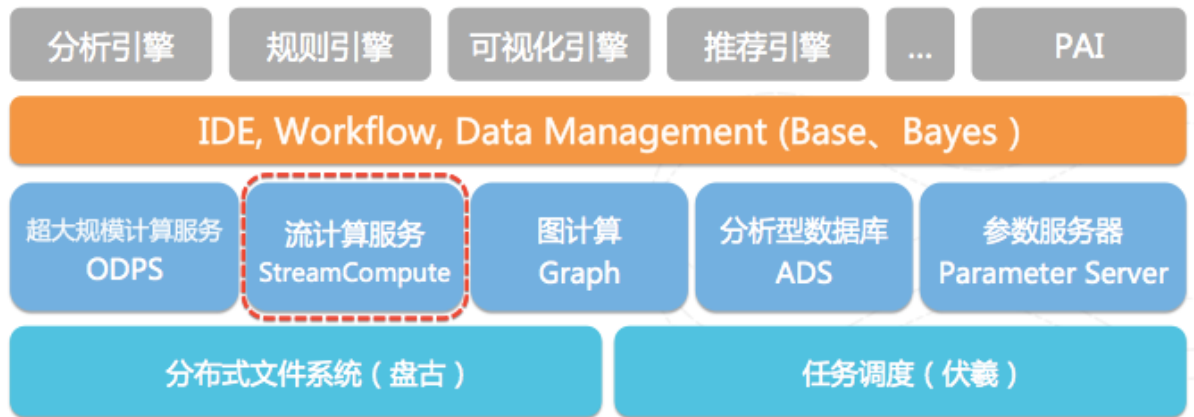 分析引擎
规则引擎
可视化引擎
推荐引擎
...
PAI
IDE, Workflow, Data Management (Base、Bayes )
超大规模计算服务
ODPS
流计算服务
StreamCompute
图计算
Graph
分析型数据库
ADS
参数服务器
Parameter Server
分布式文件系统 ( 盘古 )
任务调度 ( 伏羲 )